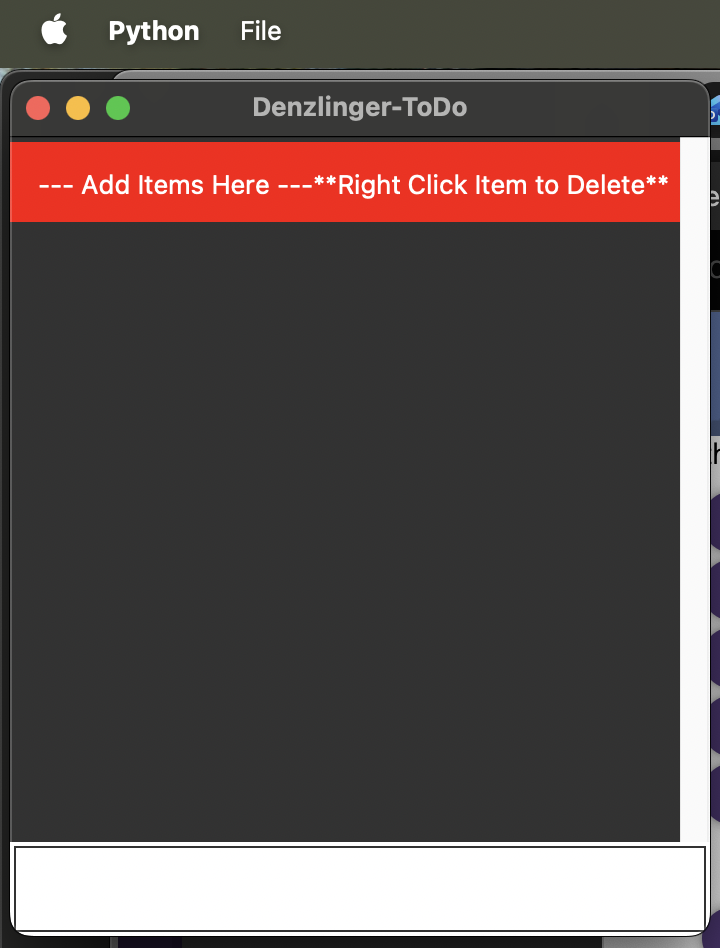 Python File
Denzlinger-ToDo
--- Add Items Here ---**Right Click Item to Delete**